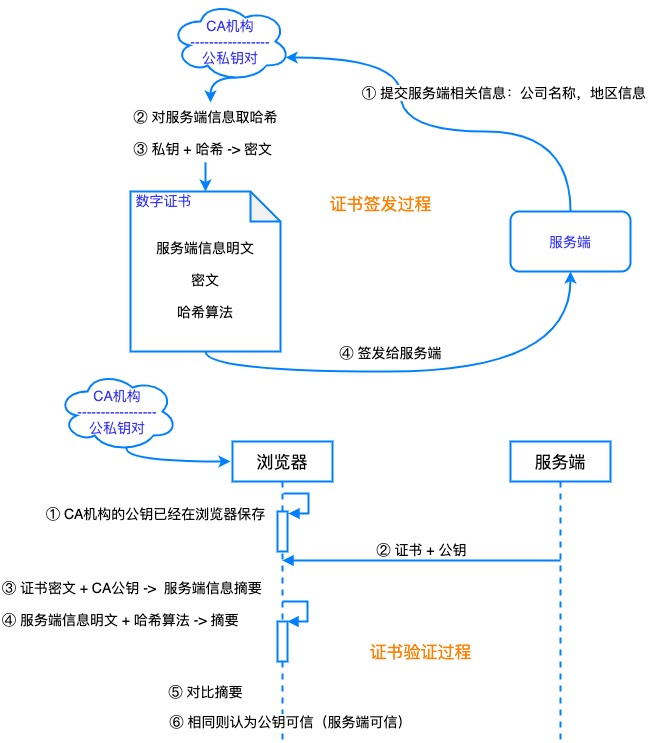 CA机构
公私钥对
① 提交服务端相关信息：公司名称，地区信息
② 对服务端信息取哈希
③ 私钥 + 哈希 -> 密文
数字证书
证书签发过程
服务端信息明文
服务端
密文
哈希算法
④ 签发给服务端
CA机构
公私钥对
浏览器
服务端
① CA机构的公钥已经在浏览器保存
② 证书 + 公钥
③ 证书密文 + CA公钥 -> 服务端信息摘要
④ 服务端信息明文 + 哈希算法 -> 摘要
证书验证过程
⑤ 对比摘要
⑥ 相同则认为公钥可信（服务端可信）